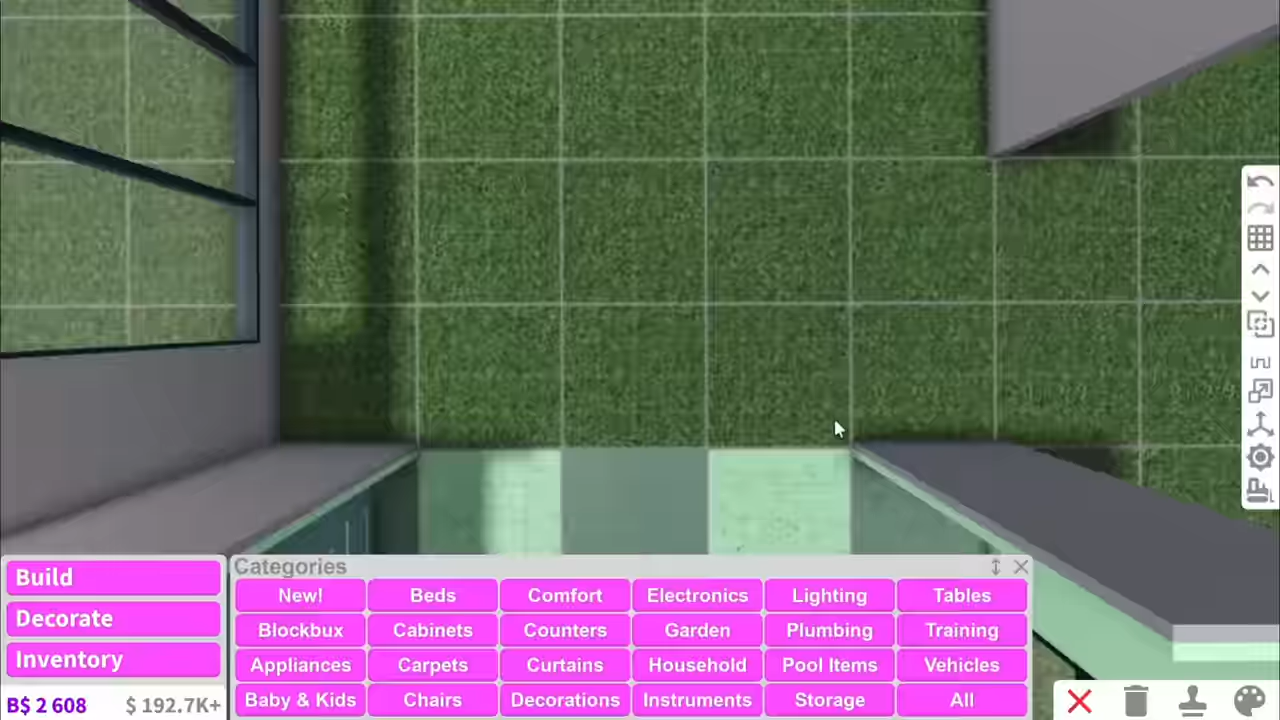 Build
Decorate
Inventory
B$ 2 608 $ 192.7K+
Categories
New! Beds Comfort Electronics Lighting Tables
Blockbux Cabinets Counters Garden Plumbing Training
Appliances Carpets Curtains Household Pool Items Vehicles
Baby & Kids Chairs Decorations Instruments Storage All